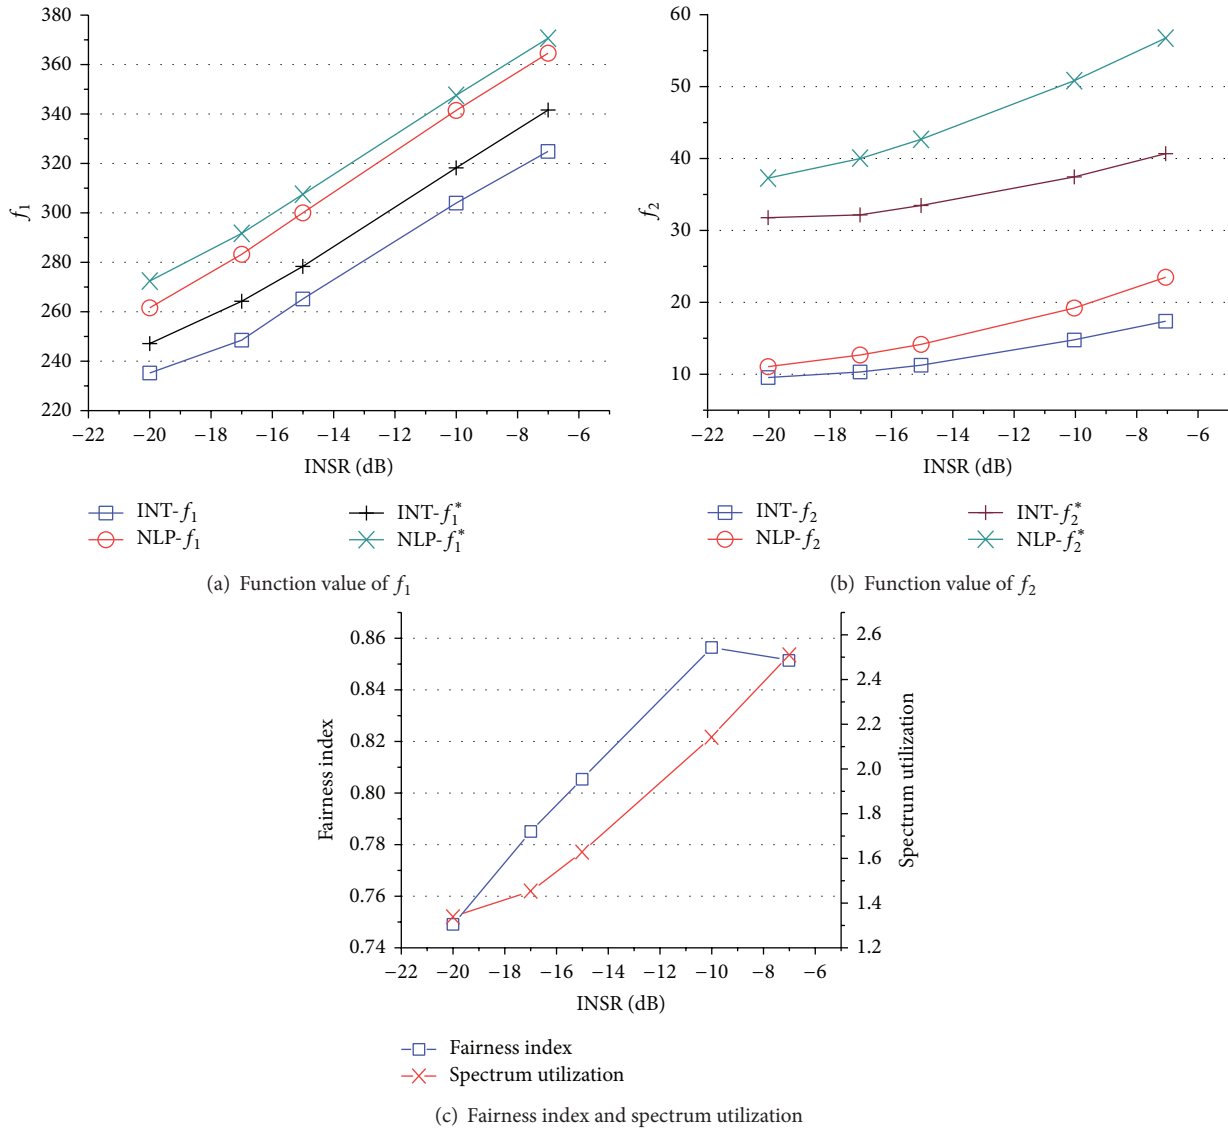 380
360
340
320
300
280
260
240
220
f1
−22 −20 −18 −16 −14 −12 −10 −8 −6
INSR (dB)
INT-f1 INT-f1*
NLP-f1 NLP-f1*
(a) Function value of f1
60
50
40
30
20
10
f2
−22 −20 −18 −16 −14 −12 −10 −8 −6
INSR (dB)
INT-f2 INT-f2*
NLP-f2 NLP-f2*
(b) Function value of f2
0.86
0.84
0.82
0.80
0.78
0.76
0.74
Fairness index
2.6
2.4
2.2
2.0
1.8
1.6
1.4
1.2
Spectrum utilization
−22 −20 −18 −16 −14 −12 −10 −8 −6
INSR (dB)
Fairness index
Spectrum utilization
(c) Fairness index and spectrum utilization